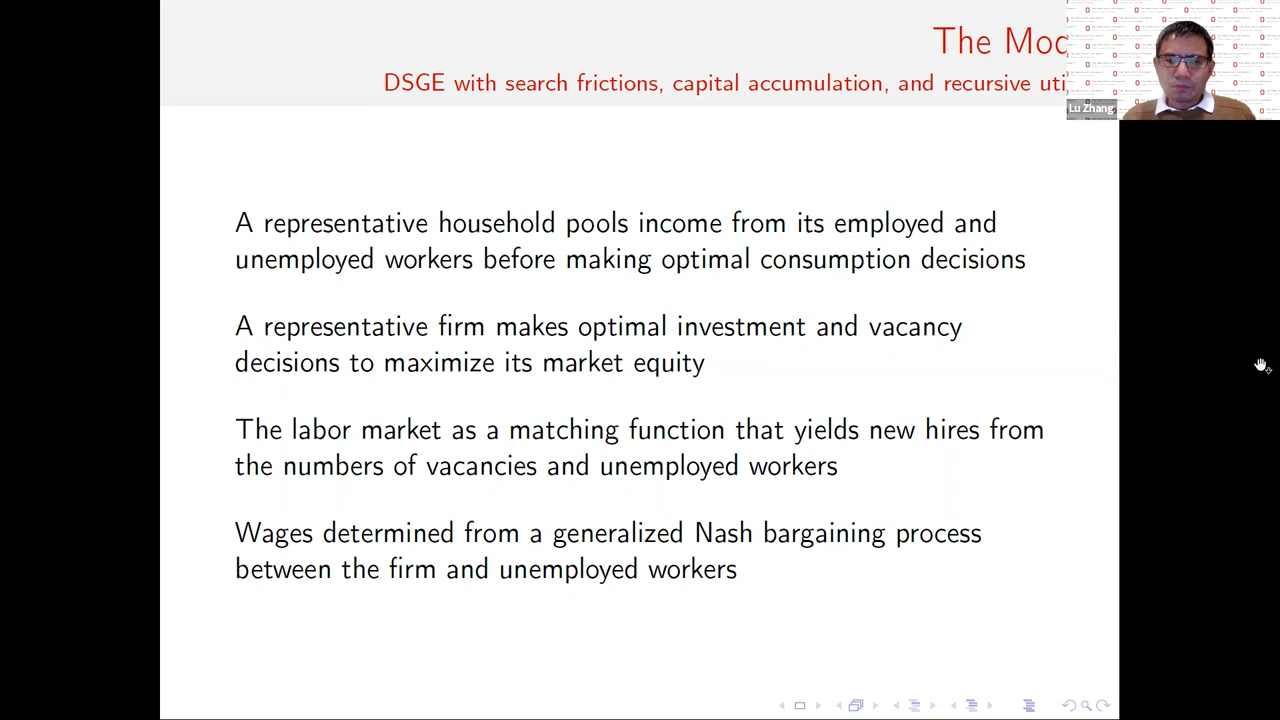 The Mod
DSGE with search frictions, capital accumulation, and recursive uti
Lu Zhang
A representative household pools income from its employed and
unemployed workers before making optimal consumption decisions
A representative firm makes optimal investment and vacancy
decisions to maximize its market equity
The labor market as a matching function that yields new hires from
the numbers of vacancies and unemployed workers
Wages determined from a generalized Nash bargaining process
between the firm and unemployed workers